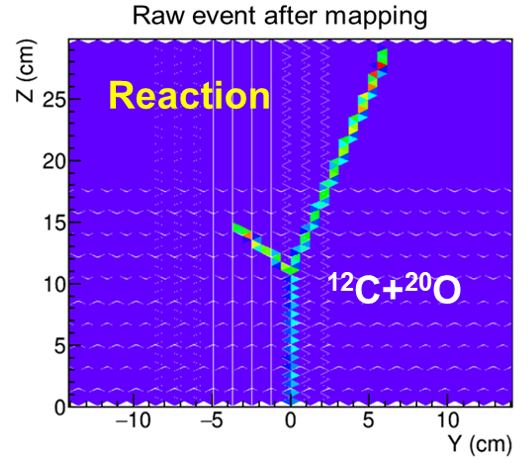 Raw event after mapping
Z (cm)
Reaction
25
20
15
10
5
0
¹²C+²⁰O
−10 −5 0 5 10
Y (cm)